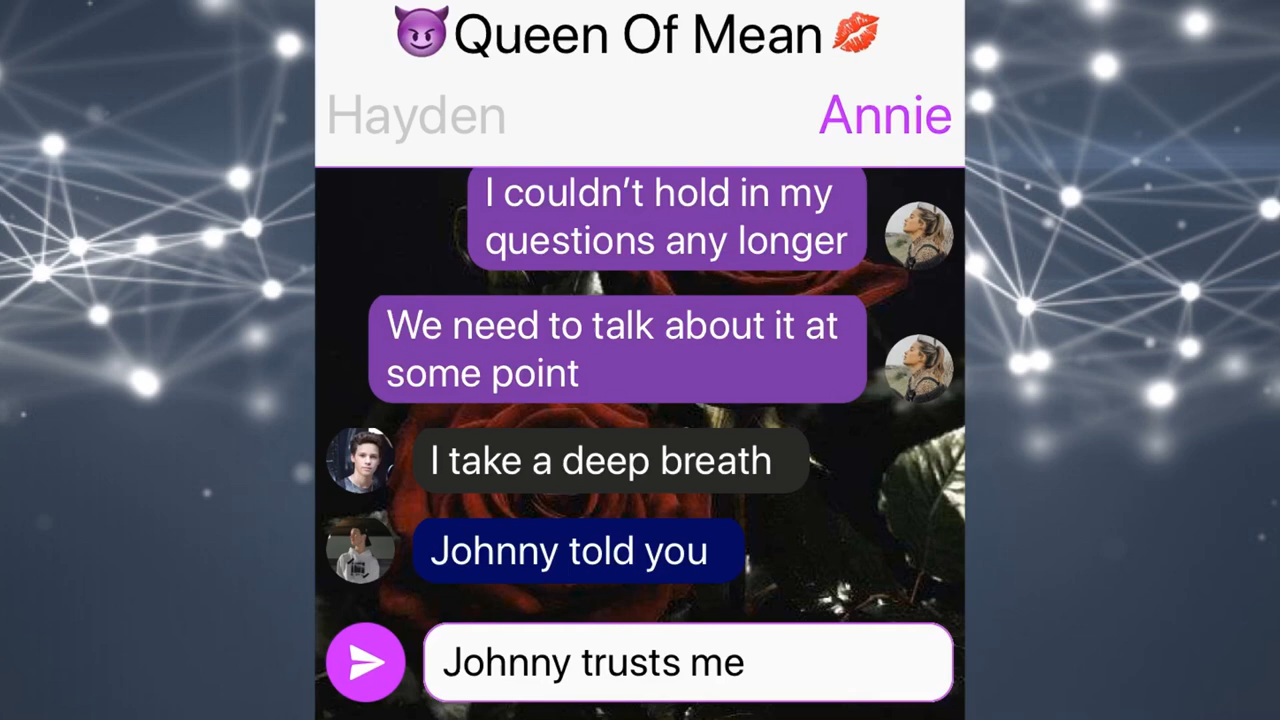 😈Queen Of Mean💋
Hayden
Annie
I couldn’t hold in my
questions any longer
We need to talk about it at
some point
I take a deep breath
Johnny told you
Johnny trusts me